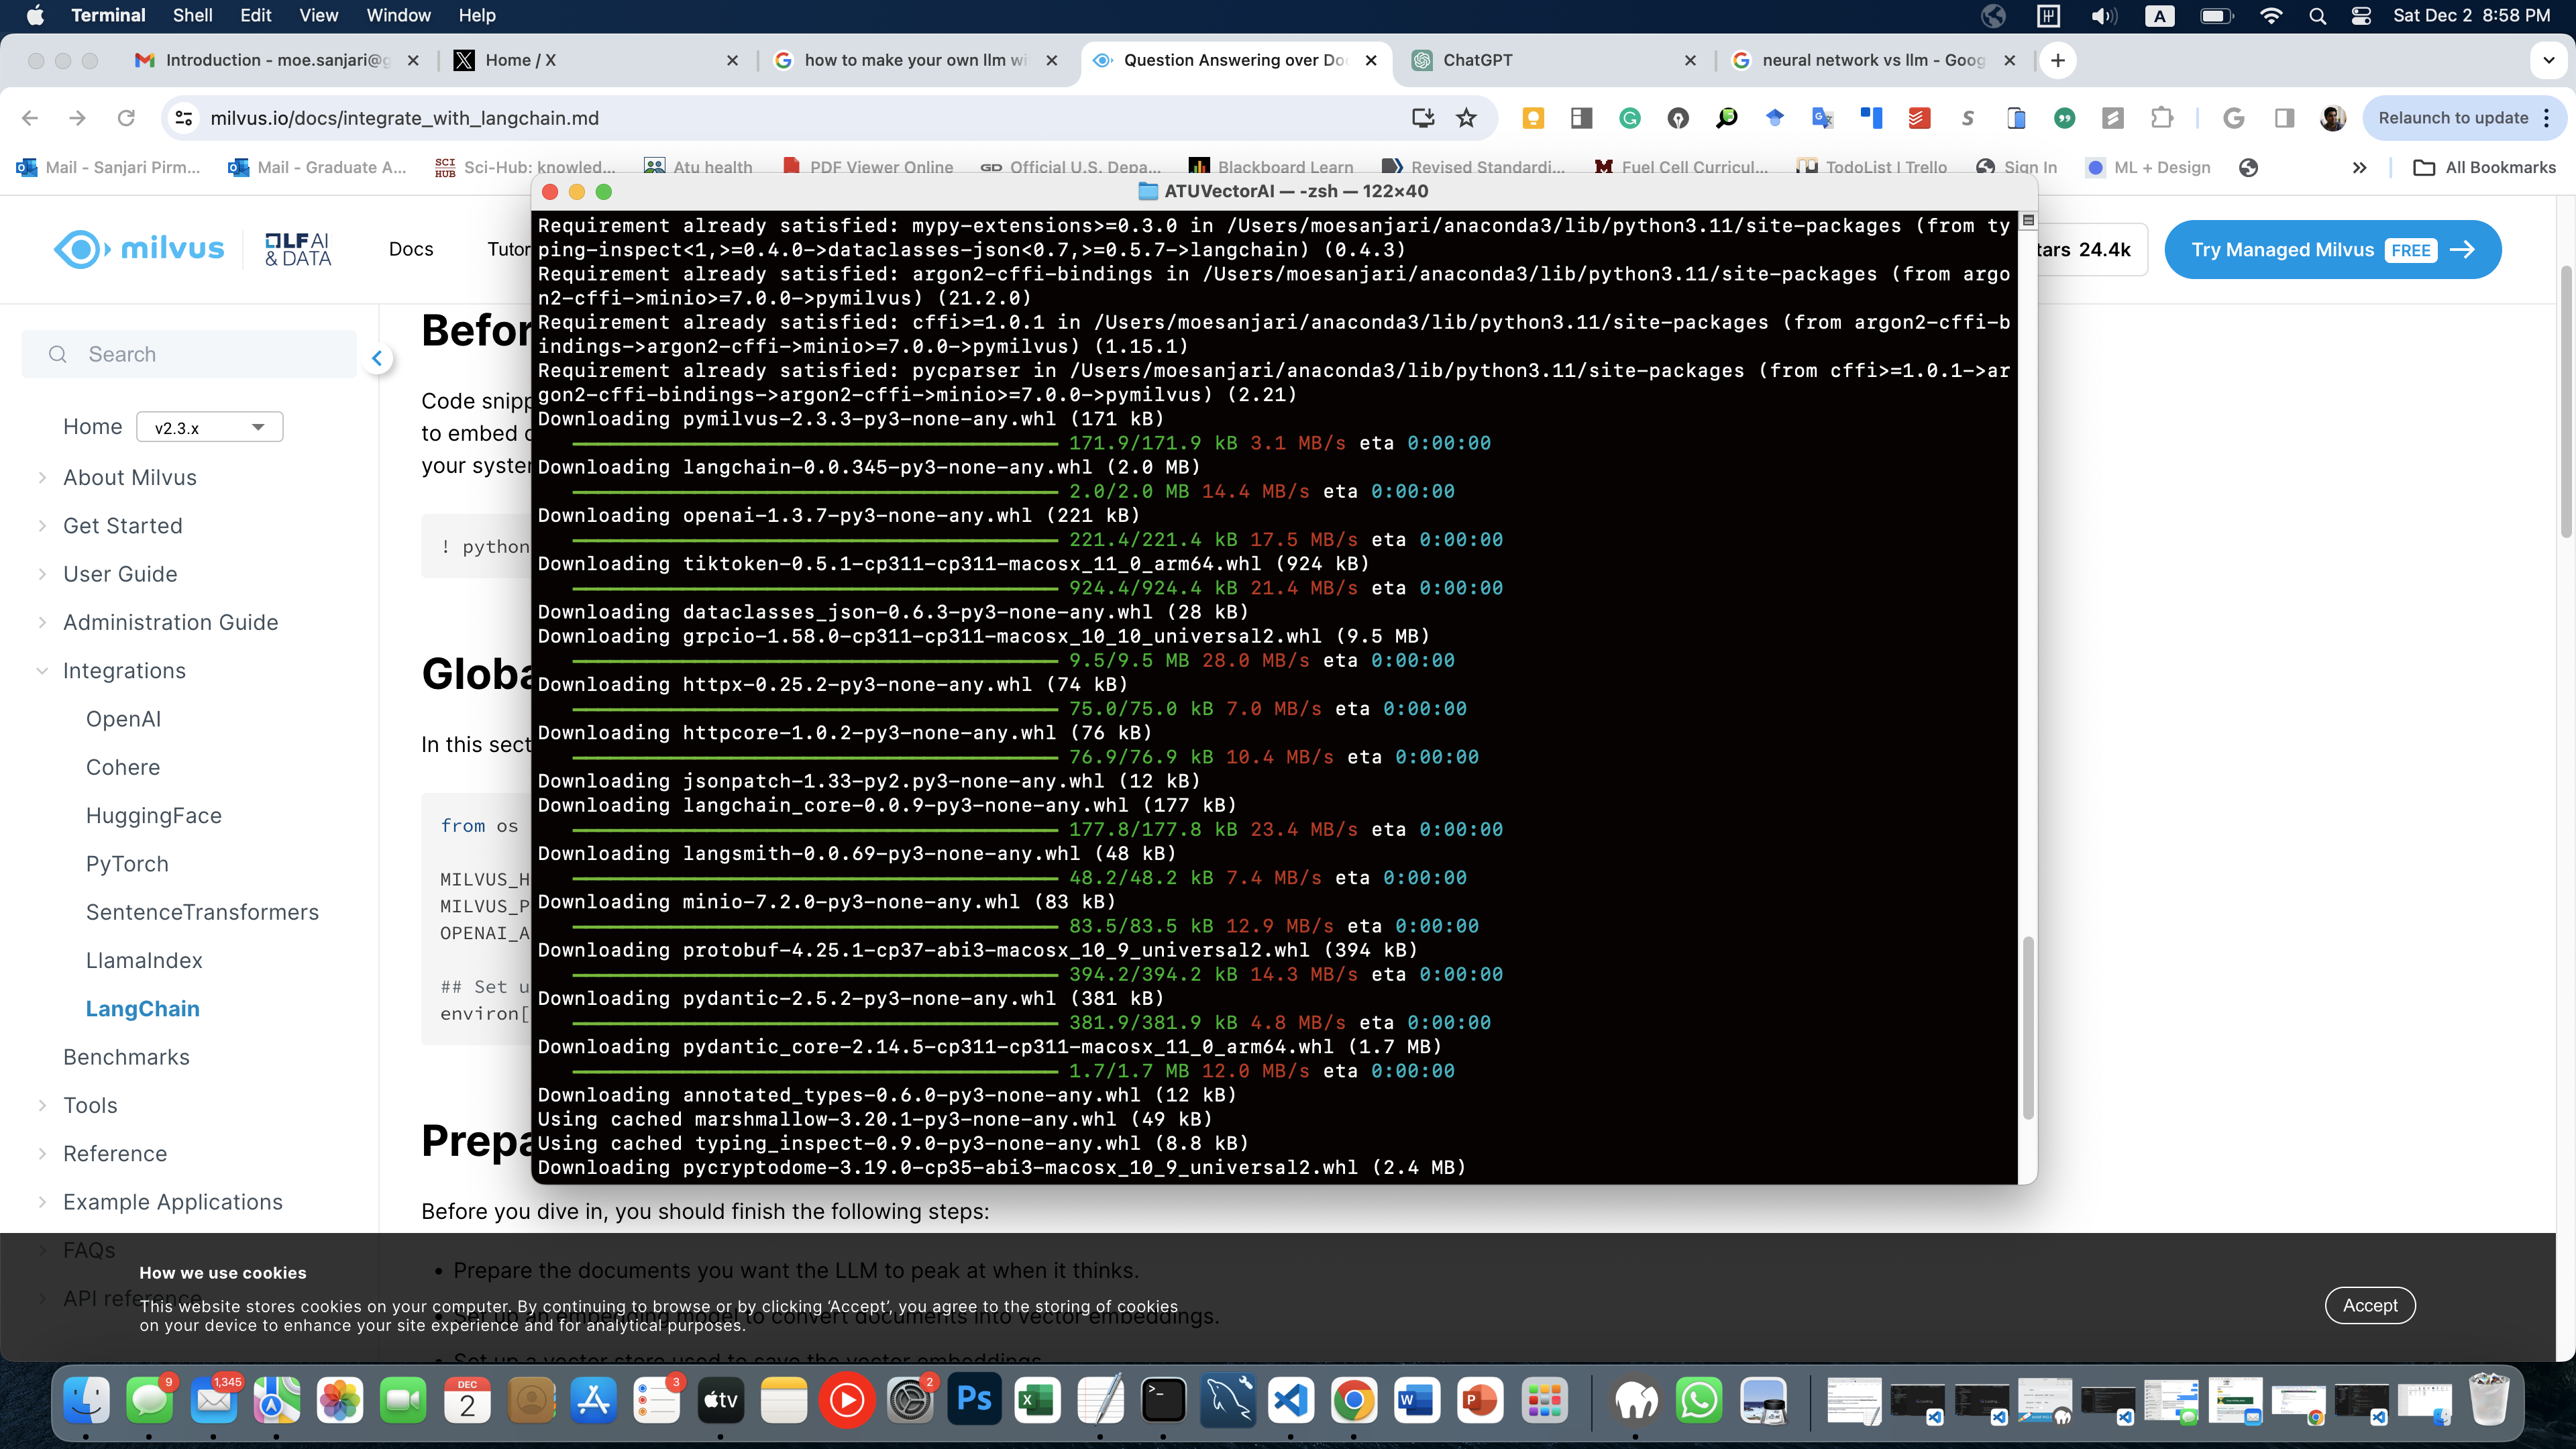 Terminal Shell Edit View Window Help A Sat Dec 2 8:58 PM
Introduction - moe.sanjari@g
Home / X
how to make your own llm wi
Question Answering over Do
ChatGPT
neural network vs llm - Goog
milvus.io/docs/integrate_with_langchain.md
Relaunch to update
Mail - Sanjari Pirm...
Mail - Graduate A...
SCI HUB Sci-Hub: knowled...
Atu health
PDF Viewer Online
GD Official U.S. Depa...
Blackboard Learn
Revised Standardi...
Fuel Cell Curricul...
TodoList | Trello
Sign In
ML + Design
All Bookmarks
milvus
LF AI & DATA
Docs
Tutor
tars 24.4k
Try Managed Milvus FREE
Search
Home v2.3.x
About Milvus
Get Started
User Guide
Administration Guide
Integrations
OpenAI
Cohere
HuggingFace
PyTorch
SentenceTransformers
LlamaIndex
LangChain
Benchmarks
Tools
Reference
Example Applications
FAQs
API reference
Befor
Code snipp
to embed
your syster
! python
Globa
In this sect
from os
MILVUS_H
MILVUS_P
OPENAI_A
## Set u
environ[
Prepa
Before you dive in, you should finish the following steps:
• Prepare the documents you want the LLM to peak at when it thinks.
• Set up an embedding model to convert documents into vector embeddings.
• Set up a vector store used to save the vector embeddings.
ATUVectorAI — -zsh — 122×40
Requirement already satisfied: mypy-extensions>=0.3.0 in /Users/moesanjari/anaconda3/lib/python3.11/site-packages (from ty
ping-inspect<1,>=0.4.0->dataclasses-json<0.7,>=0.5.7->langchain) (0.4.3)
Requirement already satisfied: argon2-cffi-bindings in /Users/moesanjari/anaconda3/lib/python3.11/site-packages (from argo
n2-cffi->minio>=7.0.0->pymilvus) (21.2.0)
Requirement already satisfied: cffi>=1.0.1 in /Users/moesanjari/anaconda3/lib/python3.11/site-packages (from argon2-cffi-b
indings->argon2-cffi->minio>=7.0.0->pymilvus) (1.15.1)
Requirement already satisfied: pycparser in /Users/moesanjari/anaconda3/lib/python3.11/site-packages (from cffi>=1.0.1->ar
gon2-cffi-bindings->argon2-cffi->minio>=7.0.0->pymilvus) (2.21)
Downloading pymilvus-2.3.3-py3-none-any.whl (171 kB)
171.9/171.9 kB 3.1 MB/s eta 0:00:00
Downloading langchain-0.0.345-py3-none-any.whl (2.0 MB)
2.0/2.0 MB 14.4 MB/s eta 0:00:00
Downloading openai-1.3.7-py3-none-any.whl (221 kB)
221.4/221.4 kB 17.5 MB/s eta 0:00:00
Downloading tiktoken-0.5.1-cp311-cp311-macosx_11_0_arm64.whl (924 kB)
924.4/924.4 kB 21.4 MB/s eta 0:00:00
Downloading dataclasses_json-0.6.3-py3-none-any.whl (28 kB)
Downloading grpcio-1.58.0-cp311-cp311-macosx_10_10_universal2.whl (9.5 MB)
9.5/9.5 MB 28.0 MB/s eta 0:00:00
Downloading httpx-0.25.2-py3-none-any.whl (74 kB)
75.0/75.0 kB 7.0 MB/s eta 0:00:00
Downloading httpcore-1.0.2-py3-none-any.whl (76 kB)
76.9/76.9 kB 10.4 MB/s eta 0:00:00
Downloading jsonpatch-1.33-py2.py3-none-any.whl (12 kB)
Downloading langchain_core-0.0.9-py3-none-any.whl (177 kB)
177.8/177.8 kB 23.4 MB/s eta 0:00:00
Downloading langsmith-0.0.69-py3-none-any.whl (48 kB)
48.2/48.2 kB 7.4 MB/s eta 0:00:00
Downloading minio-7.2.0-py3-none-any.whl (83 kB)
83.5/83.5 kB 12.9 MB/s eta 0:00:00
Downloading protobuf-4.25.1-cp37-abi3-macosx_10_9_universal2.whl (394 kB)
394.2/394.2 kB 14.3 MB/s eta 0:00:00
Downloading pydantic-2.5.2-py3-none-any.whl (381 kB)
381.9/381.9 kB 4.8 MB/s eta 0:00:00
Downloading pydantic_core-2.14.5-cp311-cp311-macosx_11_0_arm64.whl (1.7 MB)
1.7/1.7 MB 12.0 MB/s eta 0:00:00
Downloading annotated_types-0.6.0-py3-none-any.whl (12 kB)
Using cached marshmallow-3.20.1-py3-none-any.whl (49 kB)
Using cached typing_inspect-0.9.0-py3-none-any.whl (8.8 kB)
Downloading pycryptodome-3.19.0-cp35-abi3-macosx_10_9_universal2.whl (2.4 MB)
How we use cookies
This website stores cookies on your computer. By continuing to browse or by clicking ‘Accept’, you agree to the storing of cookies
on your device to enhance your site experience and for analytical purposes.
Accept
9
1,345
DEC
2
3
tv
2
Ps
X
>_
W
P